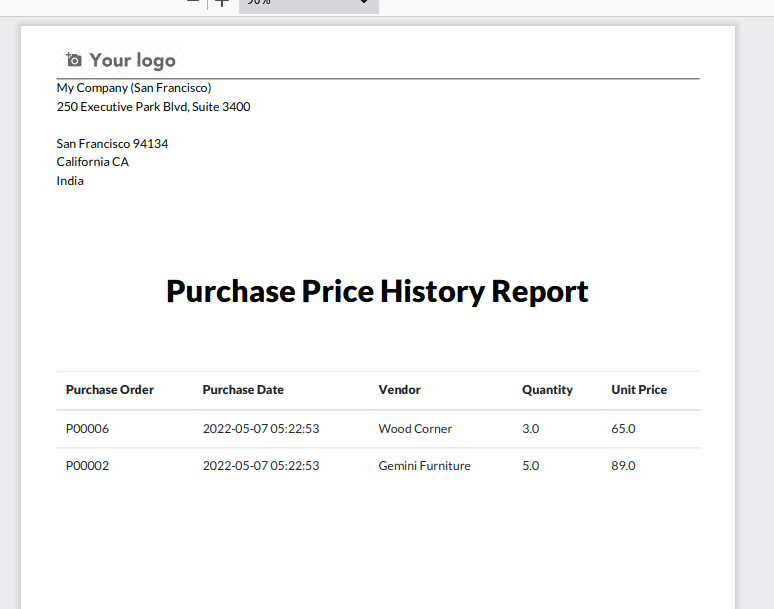 90%
Your logo
My Company (San Francisco)
250 Executive Park Blvd, Suite 3400
San Francisco 94134
California CA
India
Purchase Price History Report
Purchase Order Purchase Date Vendor Quantity Unit Price
P00006 2022-05-07 05:22:53 Wood Corner 3.0 65.0
P00002 2022-05-07 05:22:53 Gemini Furniture 5.0 89.0